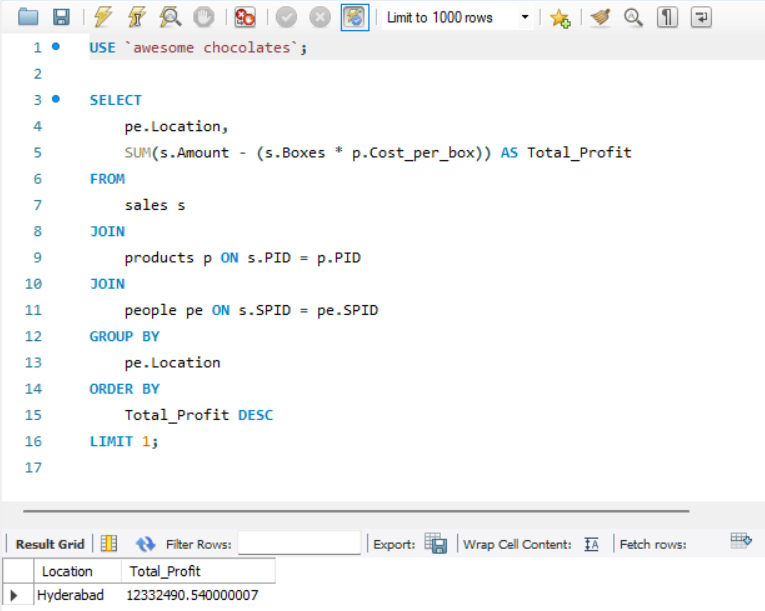 Limit to 1000 rows
1 USE `awesome chocolates`;
2
3 SELECT
4 pe.Location,
5 SUM(s.Amount - (s.Boxes * p.Cost_per_box)) AS Total_Profit
6 FROM
7 sales s
8 JOIN
9 products p ON s.PID = p.PID
10 JOIN
11 people pe ON s.SPID = pe.SPID
12 GROUP BY
13 pe.Location
14 ORDER BY
15 Total_Profit DESC
16 LIMIT 1;
17
Result Grid Filter Rows: Export: Wrap Cell Content: Fetch rows:
Location Total_Profit
Hyderabad 12332490.540000007